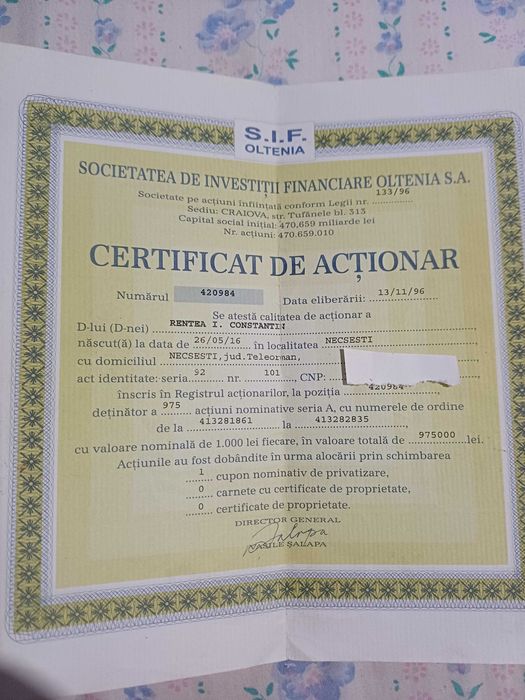 S.I.F.
OLTENIA
SOCIETATEA DE INVESTIȚII FINANCIARE OLTENIA S.A.
Societate pe acțiuni înființată conform Legii nr. 133/96
Sediu: CRAIOVA, str. Tufănele bl. 313
Capital social inițial: 470,659 miliarde lei
Nr. acțiuni: 470.659.010
CERTIFICAT DE ACȚIONAR
Numărul 420984 Data eliberării: 13/11/96
Se atestă calitatea de acționar a
D-lui (D-nei) RENTEA I. CONSTANTIN
născut(ă) la data de 26/05/16 în localitatea NECSESTI
cu domiciliul NECSESTI,jud.Teleorman,
act identitate: seria 92 nr. 101, CNP:
înscris în Registrul acționarilor, la poziția 420984
deținător a 975 acțiuni nominative seria A, cu numerele de ordine
de la 413281861 la 413282835,
cu valoare nominală de 1.000 lei fiecare, în valoare totală de 975000 lei.
Acțiunile au fost dobândite în urma alocării prin schimbarea
1 cupon nominativ de privatizare,
0 carnete cu certificate de proprietate,
0 certificate de proprietate.
DIRECTOR GENERAL
VASILE ȘALAPA